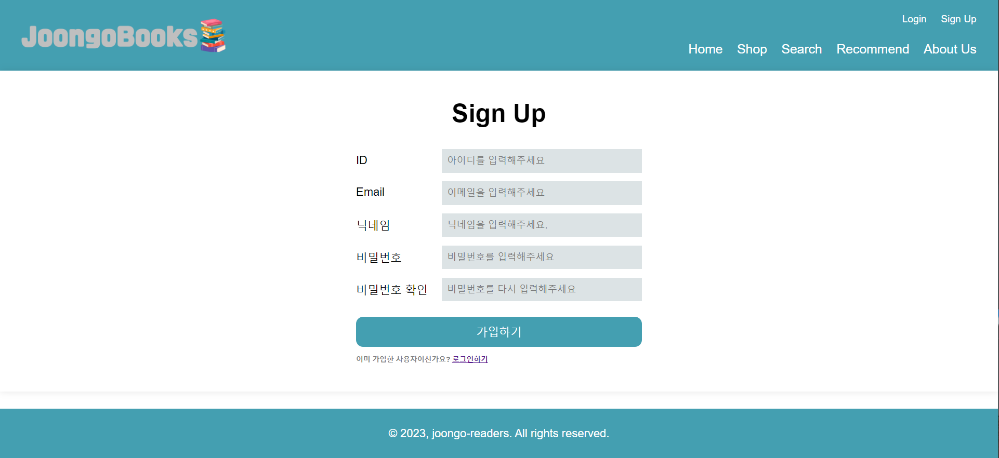 JoongoBooks
Login Sign Up
Home Shop Search Recommend About Us
Sign Up
ID 아이디를 입력해주세요
Email 이메일을 입력해주세요
닉네임 닉네임을 입력해주세요.
비밀번호 비밀번호를 입력해주세요
비밀번호 확인 비밀번호를 다시 입력해주세요
가입하기
이미 가입한 사용자이신가요? 로그인하기
© 2023, joongo-readers. All rights reserved.